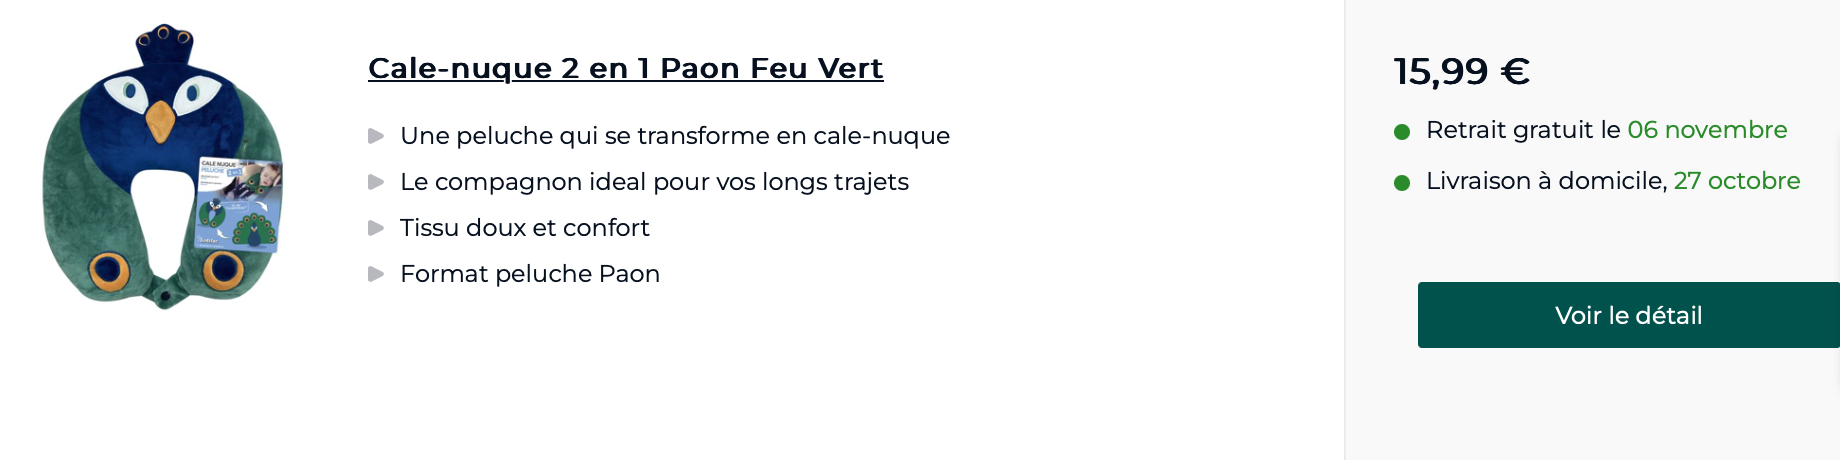 CALE NUQUE
PELUCHE
2 en 1
Cale-nuque 2 en 1 Paon Feu Vert
Une peluche qui se transforme en cale-nuque
Le compagnon ideal pour vos longs trajets
Tissu doux et confort
Format peluche Paon
15,99 €
Retrait gratuit le 06 novembre
Livraison à domicile, 27 octobre
Voir le détail